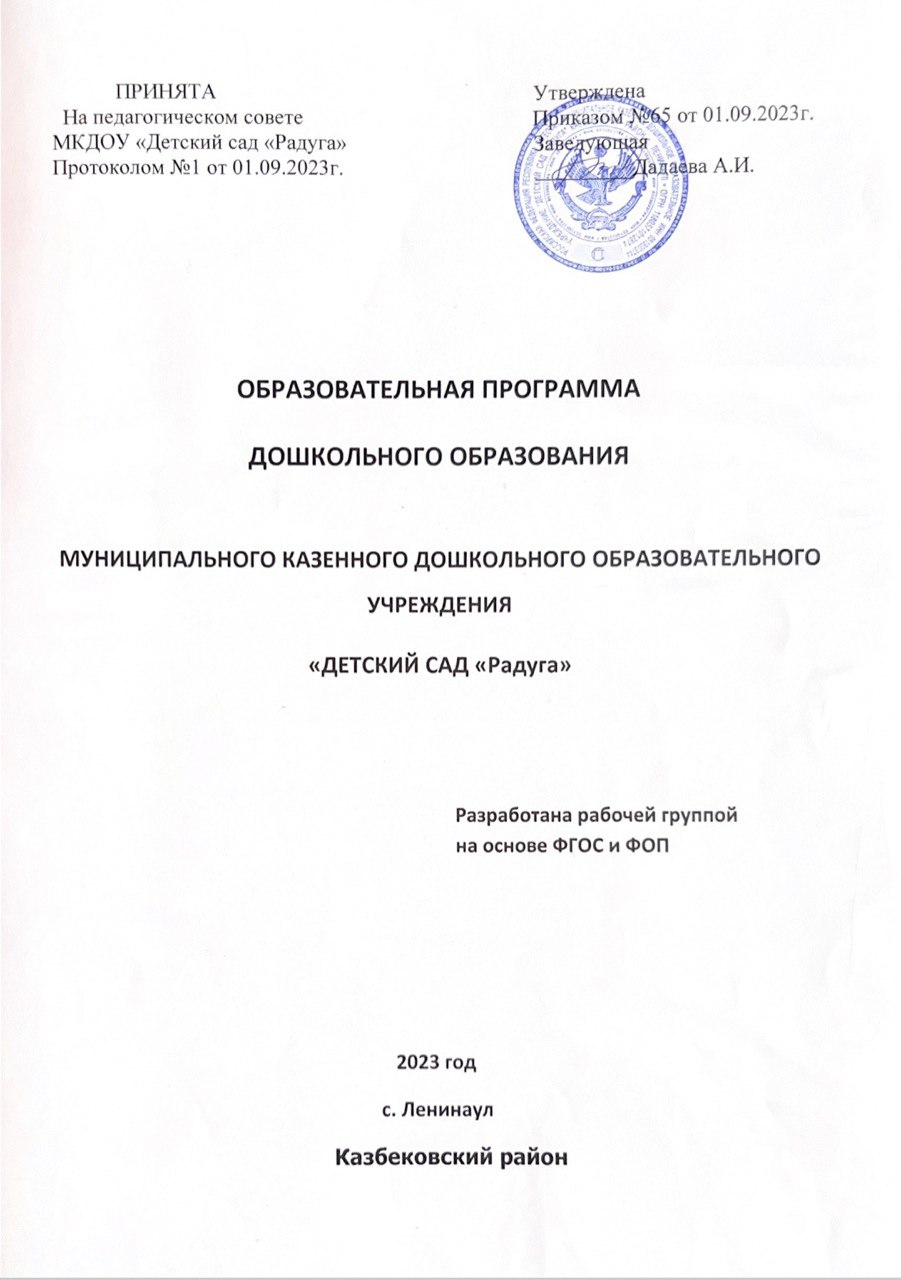 ПРИНЯТА
На педагогическом совете
МКДОУ «Детский сад «Радуга»
Протоколом №1 от 01.09.2023г.
Утверждена
Приказом №65 от 01.09.2023г.
Заведующая
Дадаева А.И.
ОБРАЗОВАТЕЛЬНАЯ ПРОГРАММА
ДОШКОЛЬНОГО ОБРАЗОВАНИЯ
МУНИЦИПАЛЬНОГО КАЗЕННОГО ДОШКОЛЬНОГО ОБРАЗОВАТЕЛЬНОГО
УЧРЕЖДЕНИЯ
«ДЕТСКИЙ САД «Радуга»
Разработана рабочей группой
на основе ФГОС и ФОП
2023 год
с. Ленинаул
Казбековский район